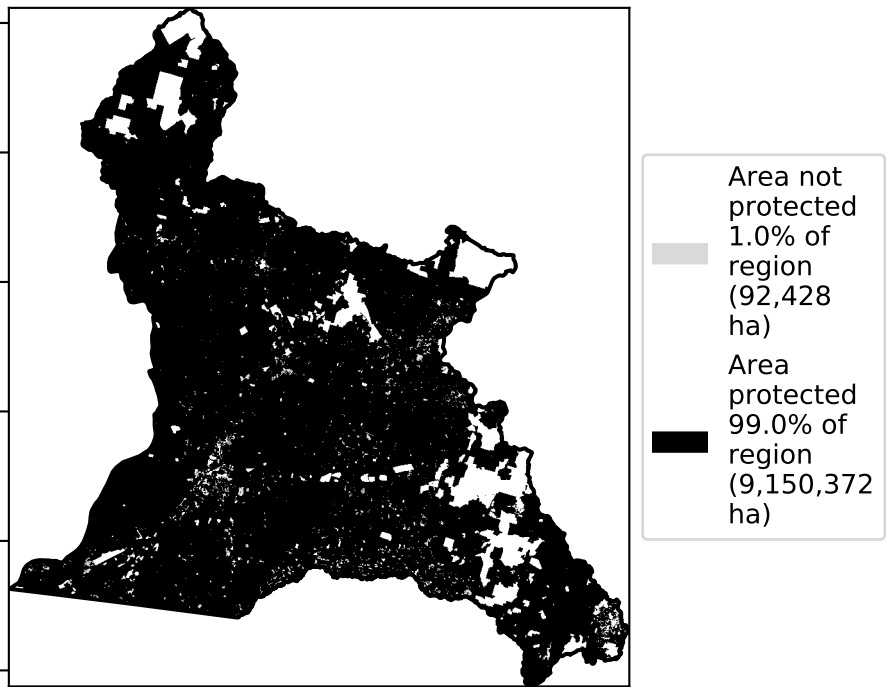 Area not
protected
1.0% of
region
(92,428
ha)
Area
protected
99.0% of
region
(9,150,372
ha)